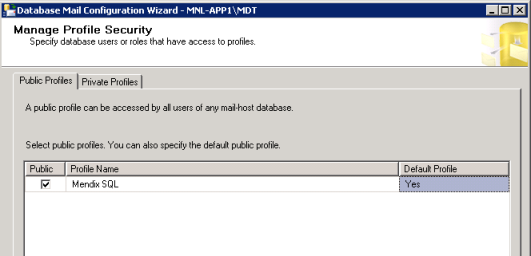 Database Mail Configuration Wizard - MNL-APP1\MDT
Manage Profile Security
Specify database users or roles that have access to profiles.
Public Profiles Private Profiles
A public profile can be accessed by all users of any mail-host database.
Select public profiles. You can also specify the default public profile.
Public Profile Name Default Profile
Mendix SQL Yes